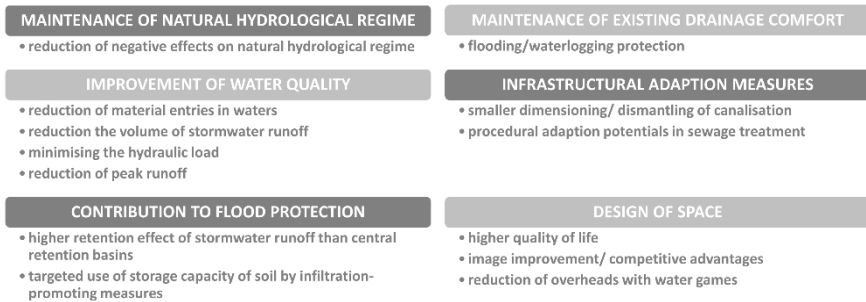 MAINTENANCE OF NATURAL HYDROLOGICAL REGIME
• reduction of negative effects on natural hydrological regime
IMPROVEMENT OF WATER QUALITY
• reduction of material entries in waters
• reduction the volume of stormwater runoff
• minimising the hydraulic load
• reduction of peak runoff
CONTRIBUTION TO FLOOD PROTECTION
• higher retention effect of stormwater runoff than central
retention basins
• targeted use of storage capacity of soil by infiltration-
promoting measures
MAINTENANCE OF EXISTING DRAINAGE COMFORT
• flooding/waterlogging protection
INFRASTRUCTURAL ADAPTION MEASURES
• smaller dimensioning/ dismantling of canalisation
• procedural adaption potentials in sewage treatment
DESIGN OF SPACE
• higher quality of life
• image improvement/ competitive advantages
• reduction of overheads with water games